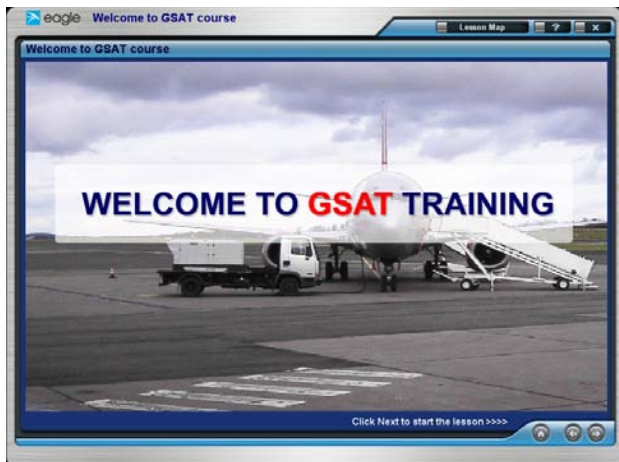 eagle Welcome to GSAT course
Lesson Map ? X
Welcome to GSAT course
WELCOME TO GSAT TRAINING
Click Next to start the lesson >>>>